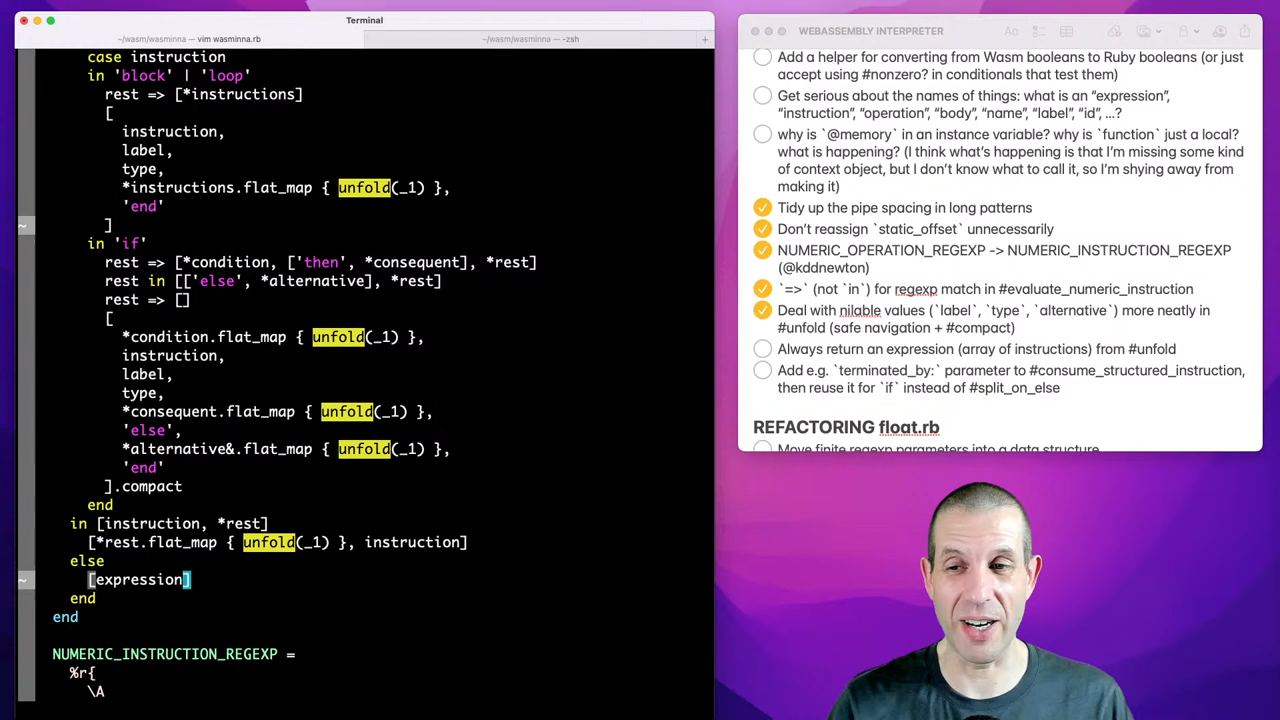 Terminal
~/wasm/wasminna — vim wasminna.rb
~/wasm/wasminna — -zsh
+
case instruction
in 'block' | 'loop'
rest => [*instructions]
[
instruction,
label,
type,
*instructions.flat_map { unfold(_1) },
'end'
~ ]
in 'if'
rest => [*condition, ['then', *consequent], *rest]
rest in [['else', *alternative], *rest]
rest => []
[
*condition.flat_map { unfold(_1) },
instruction,
label,
type,
*consequent.flat_map { unfold(_1) },
'else',
*alternative&.flat_map { unfold(_1) },
'end'
].compact
end
in [instruction, *rest]
[*rest.flat_map { unfold(_1) }, instruction]
else
~ [expression]
end
end
NUMERIC_INSTRUCTION_REGEXP =
%r{
\A
WEBASSEMBLY INTERPRETER
Aa
Add a helper for converting from Wasm booleans to Ruby booleans (or just
accept using #nonzero? in conditionals that test them)
Get serious about the names of things: what is an “expression”,
“instruction”, “operation”, “body”, “name”, “label”, “id”, …?
why is `@memory` in an instance variable? why is `function` just a local?
what is happening? (I think what’s happening is that I’m missing some kind
of context object, but I don’t know what to call it, so I’m shying away from
making it)
Tidy up the pipe spacing in long patterns
Don’t reassign `static_offset` unnecessarily
NUMERIC_OPERATION_REGEXP -> NUMERIC_INSTRUCTION_REGEXP
(@kddnewton)
`=>` (not `in`) for regexp match in #evaluate_numeric_instruction
Deal with nilable values (`label`, `type`, `alternative`) more neatly in
#unfold (safe navigation + #compact)
Always return an expression (array of instructions) from #unfold
Add e.g. `terminated_by:` parameter to #consume_structured_instruction,
then reuse it for `if` instead of #split_on_else
REFACTORING float.rb
Move finite regexp parameters into a data structure